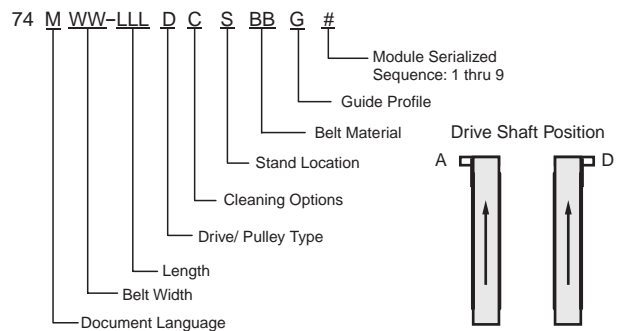 74 M WW–LLL D C S BB G #
Module Serialized
Sequence: 1 thru 9
Guide Profile
Belt Material
Stand Location
Cleaning Options
Drive/ Pulley Type
Length
Belt Width
Document Language
Drive Shaft Position
A D